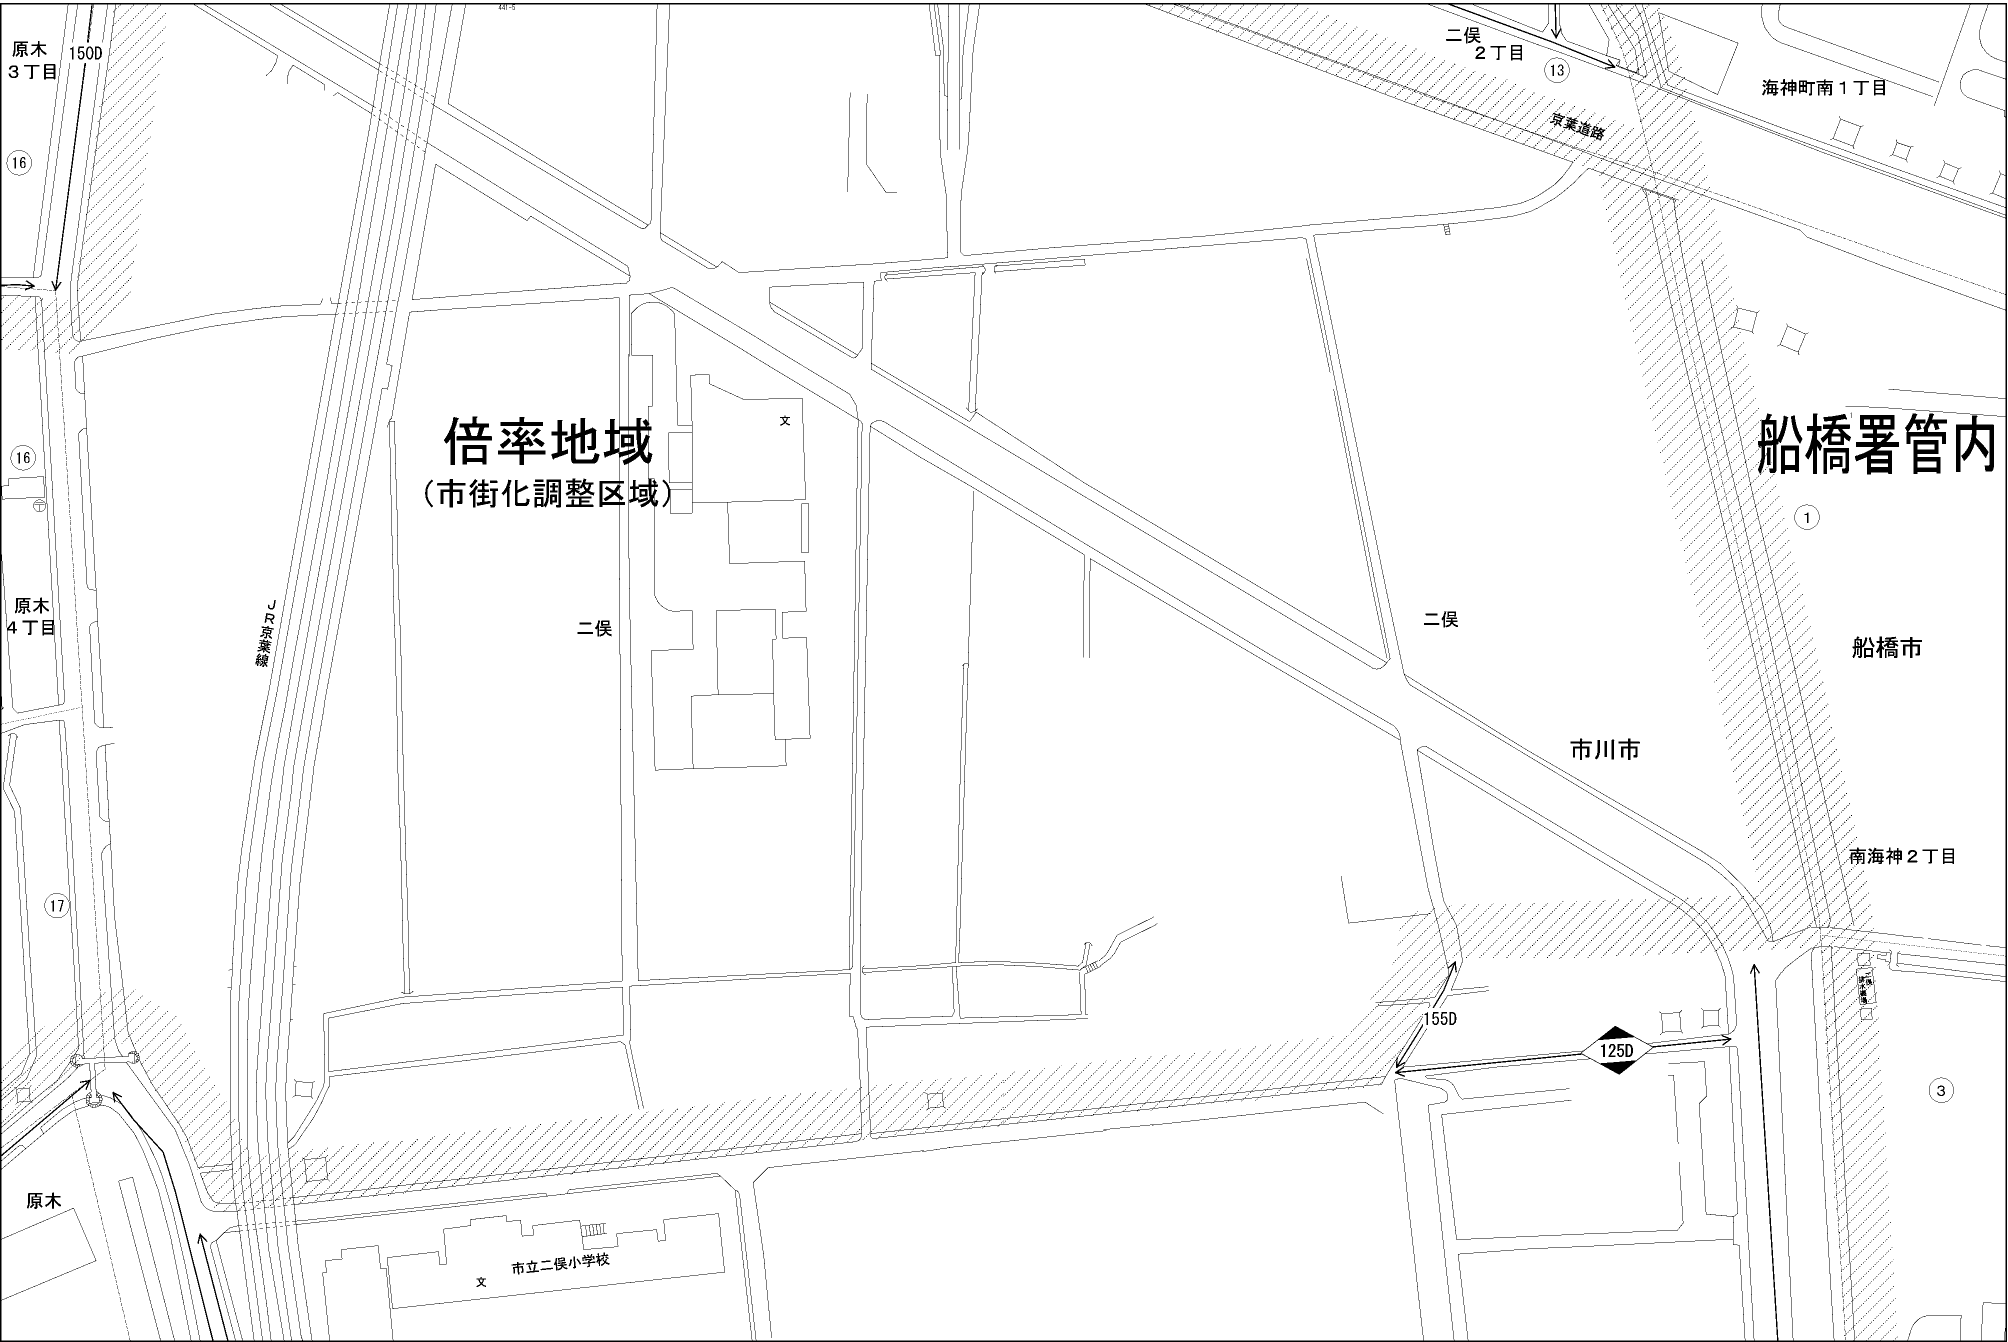 441-5
原木
3丁目
150D
二俣
2丁目
13
海神町南1丁目
京葉道路
16
倍率地域
(市街化調整区域)
文
船橋署管内
16
1
原木
4丁目
JR京葉線
二俣
二俣
船橋市
市川市
南海神2丁目
17
155D
125D
3
原木
市立二俣小学校
文